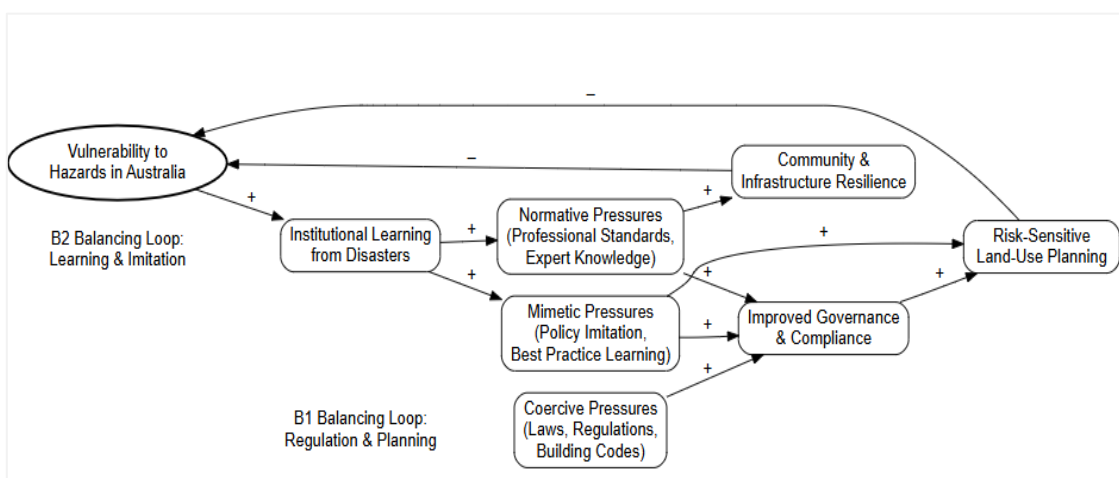 −
Vulnerability to
Hazards in Australia
−
Community &
Infrastructure Resilience
+
+
Normative Pressures
(Professional Standards,
Expert Knowledge)
B2 Balancing Loop:
Learning & Imitation
Institutional Learning
from Disasters
+
+
Risk-Sensitive
Land-Use Planning
+
+
+
Mimetic Pressures
(Policy Imitation,
Best Practice Learning)
+
Improved Governance
& Compliance
+
B1 Balancing Loop:
Regulation & Planning
Coercive Pressures
(Laws, Regulations,
Building Codes)